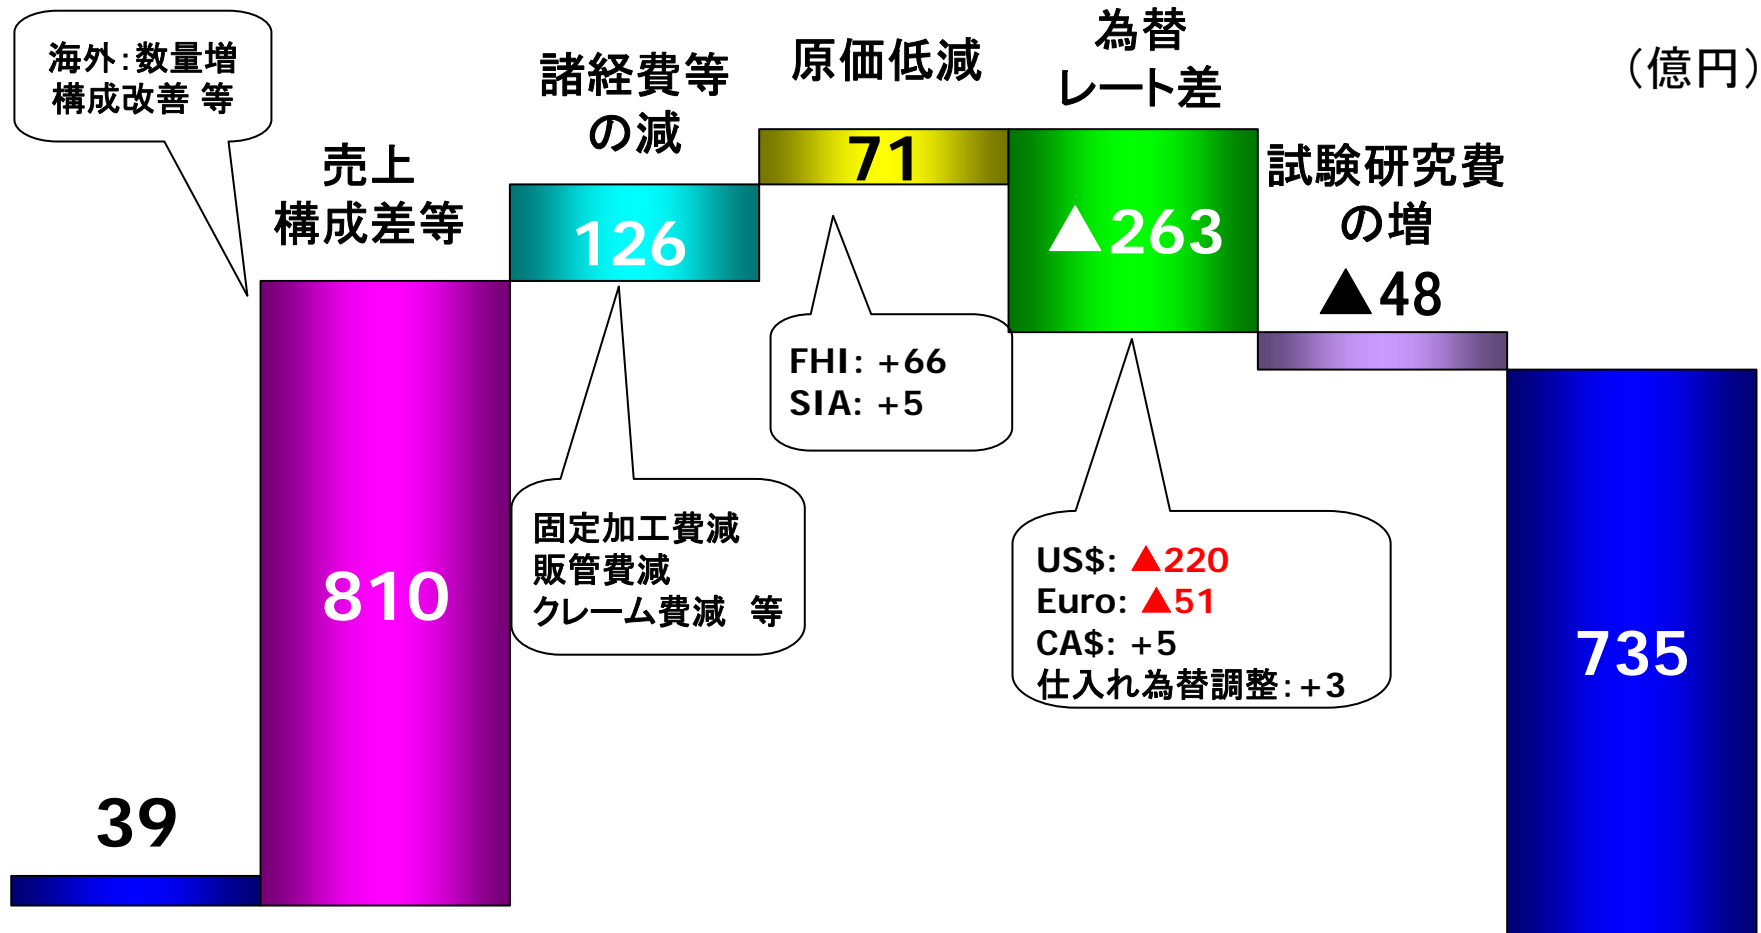 海外：数量増
構成改善 等
売上
構成差等
諸経費等
の減
原価低減
為替
レート差
（億円）
試験研究費
の増
▲48
71
126
▲263
FHI: +66
SIA: +5
固定加工費減
販管費減
クレーム費減　等
US$: ▲220
Euro: ▲51
CA$: +5
仕入れ為替調整：+3
810
735
39